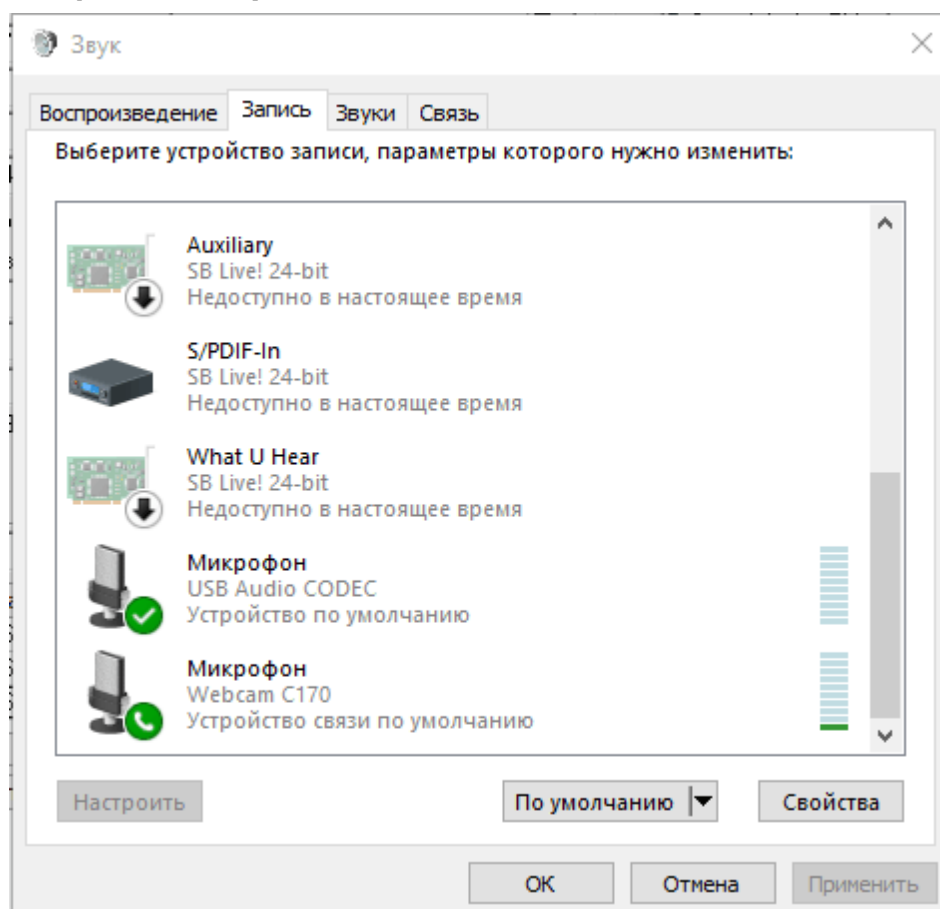 Звук
Воспроизведение Запись Звуки Связь
Выберите устройство записи, параметры которого нужно изменить:
Auxiliary
SB Live! 24-bit
Недоступно в настоящее время
S/PDIF-In
SB Live! 24-bit
Недоступно в настоящее время
What U Hear
SB Live! 24-bit
Недоступно в настоящее время
Микрофон
USB Audio CODEC
Устройство по умолчанию
Микрофон
Webcam C170
Устройство связи по умолчанию
Настроить По умолчанию Свойства
ОК Отмена Применить